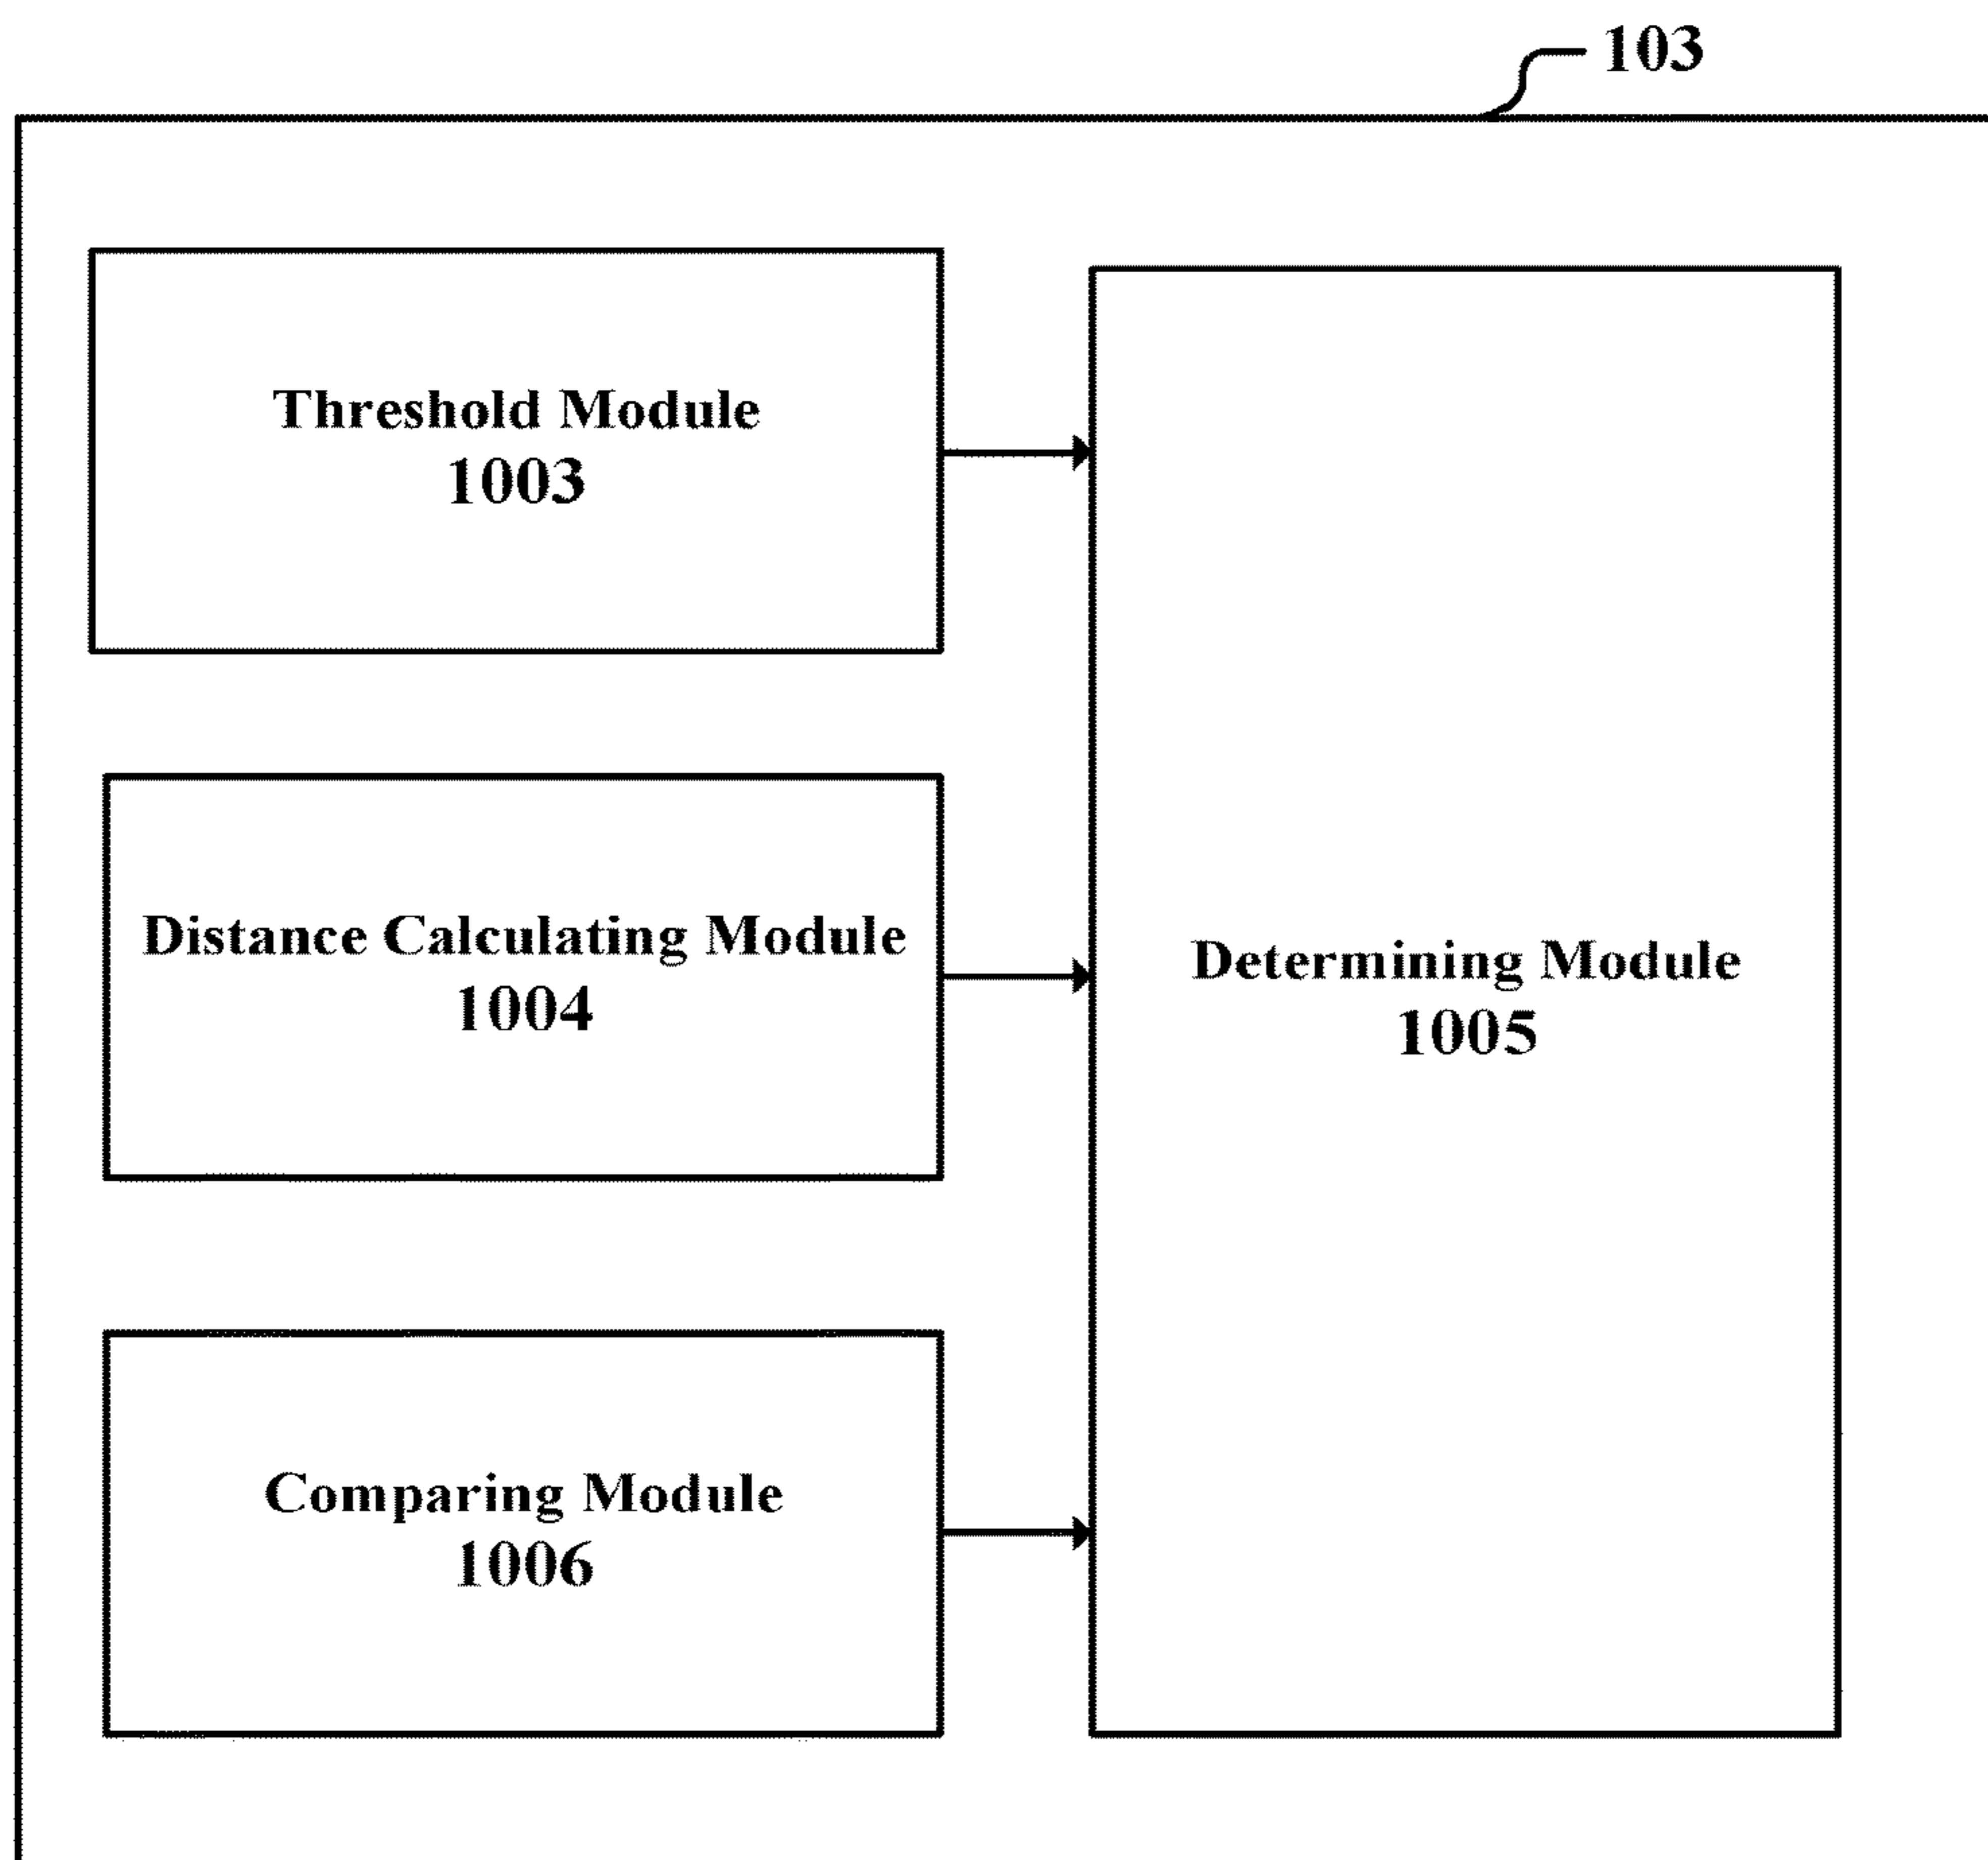 103
Threshold Module
1003
Distance Calculating Module
1004
Determining Module
1005
Comparing Module
1006